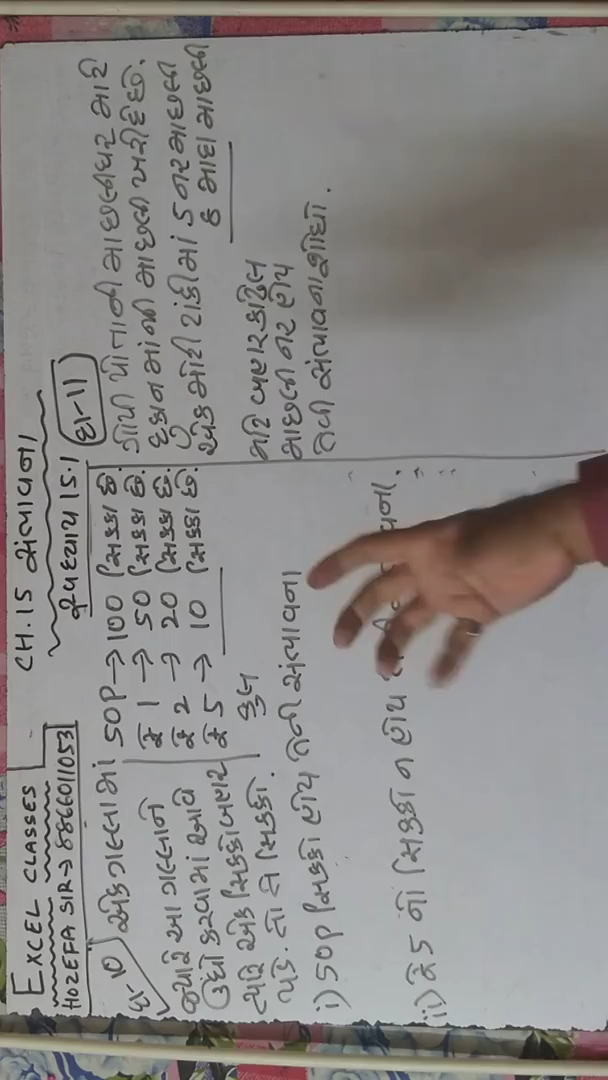 EXCEL CLASSES
HOZEFA SIR → 8866011053
CH.15 સંભાવના
સ્વાધ્યાય 15.1
દા-10 એક ગલ્લામાં
50P → 100 સિક્કા છે.
₹ 1 → 50 સિક્કા છે.
₹ 2 → 20 સિક્કા છે.
₹ 5 → 10 સિક્કા છે.
કુલ
જ્યારે આ ગલ્લાને
ઉંધો કરવામાં આવે
ત્યારે એક સિક્કો બહાર
પડે. તો તે સિક્કો.
i) 50P સિક્કો હોય તેની સંભાવના
ii) ₹ 5 નો સિક્કો ન હોય
દા-11
ગોપી પોતાની માછલીઘર માટે
દુકાનમાંથી માછલી ખરીદે છે.
એક મોટી ટાંકીમાં 5 નર માછલી
8 માદા માછલી
માટે બહાર કાઢેલ
માછલી નર હોય
તેની સંભાવના શોધો.